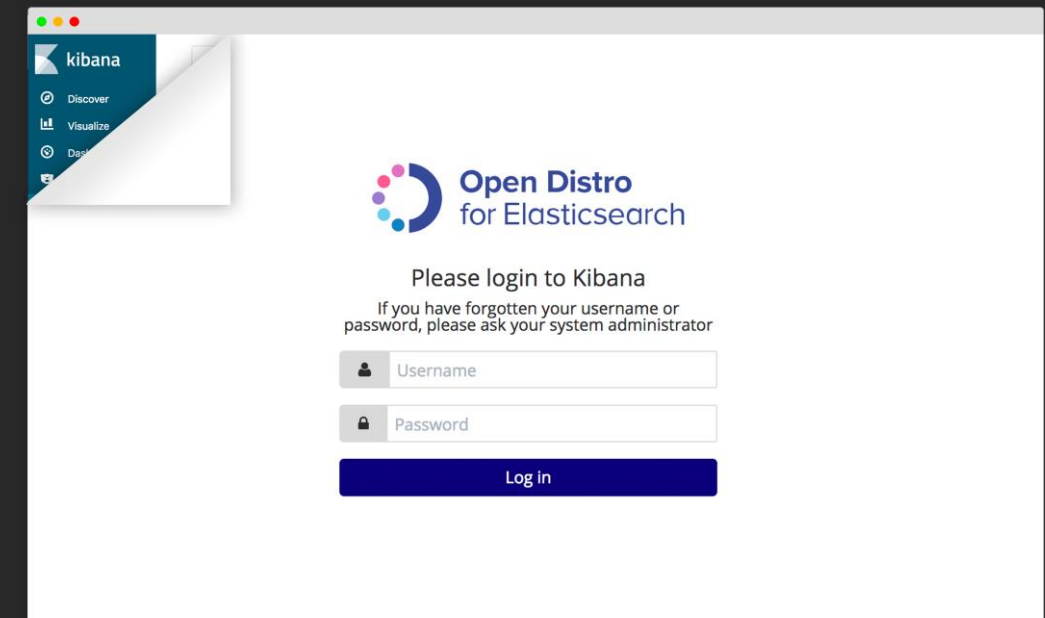 kibana
Discover
Visualize
Open Distro
for Elasticsearch
Please login to Kibana
If you have forgotten your username or
password, please ask your system administrator
Username
Password
Log in